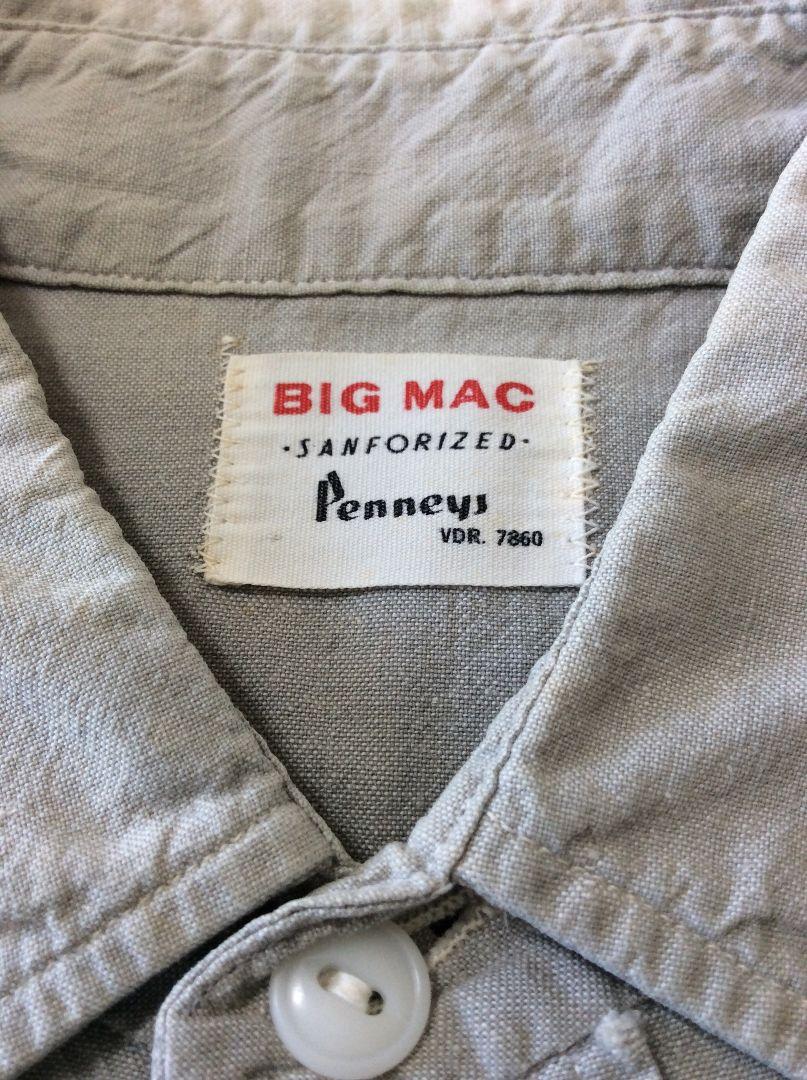 BIG MAC
·SANFORIZED·
Penneys
VDR. 7860